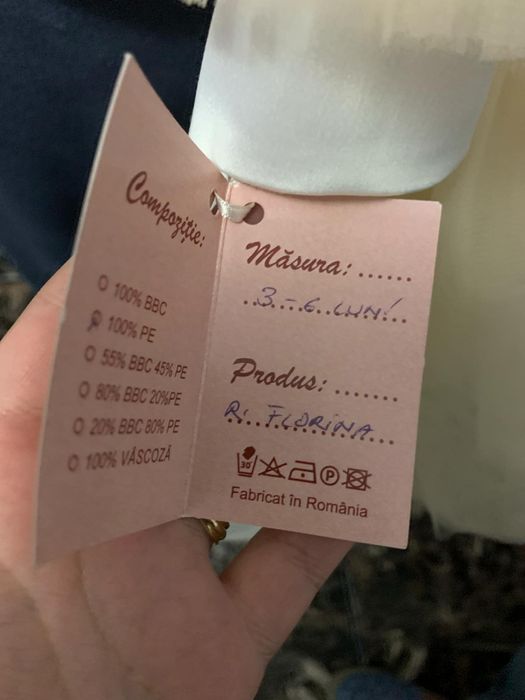 Compoziție:
100% BBC
100% PE
55% BBC 45% PE
80% BBC 20%PE
20% BBC 80% PE
100% VÂSCOZĂ
Măsura: ......
3-6 LUNI
Produs: .......
R. FLORINA
30°
P
Fabricat în România